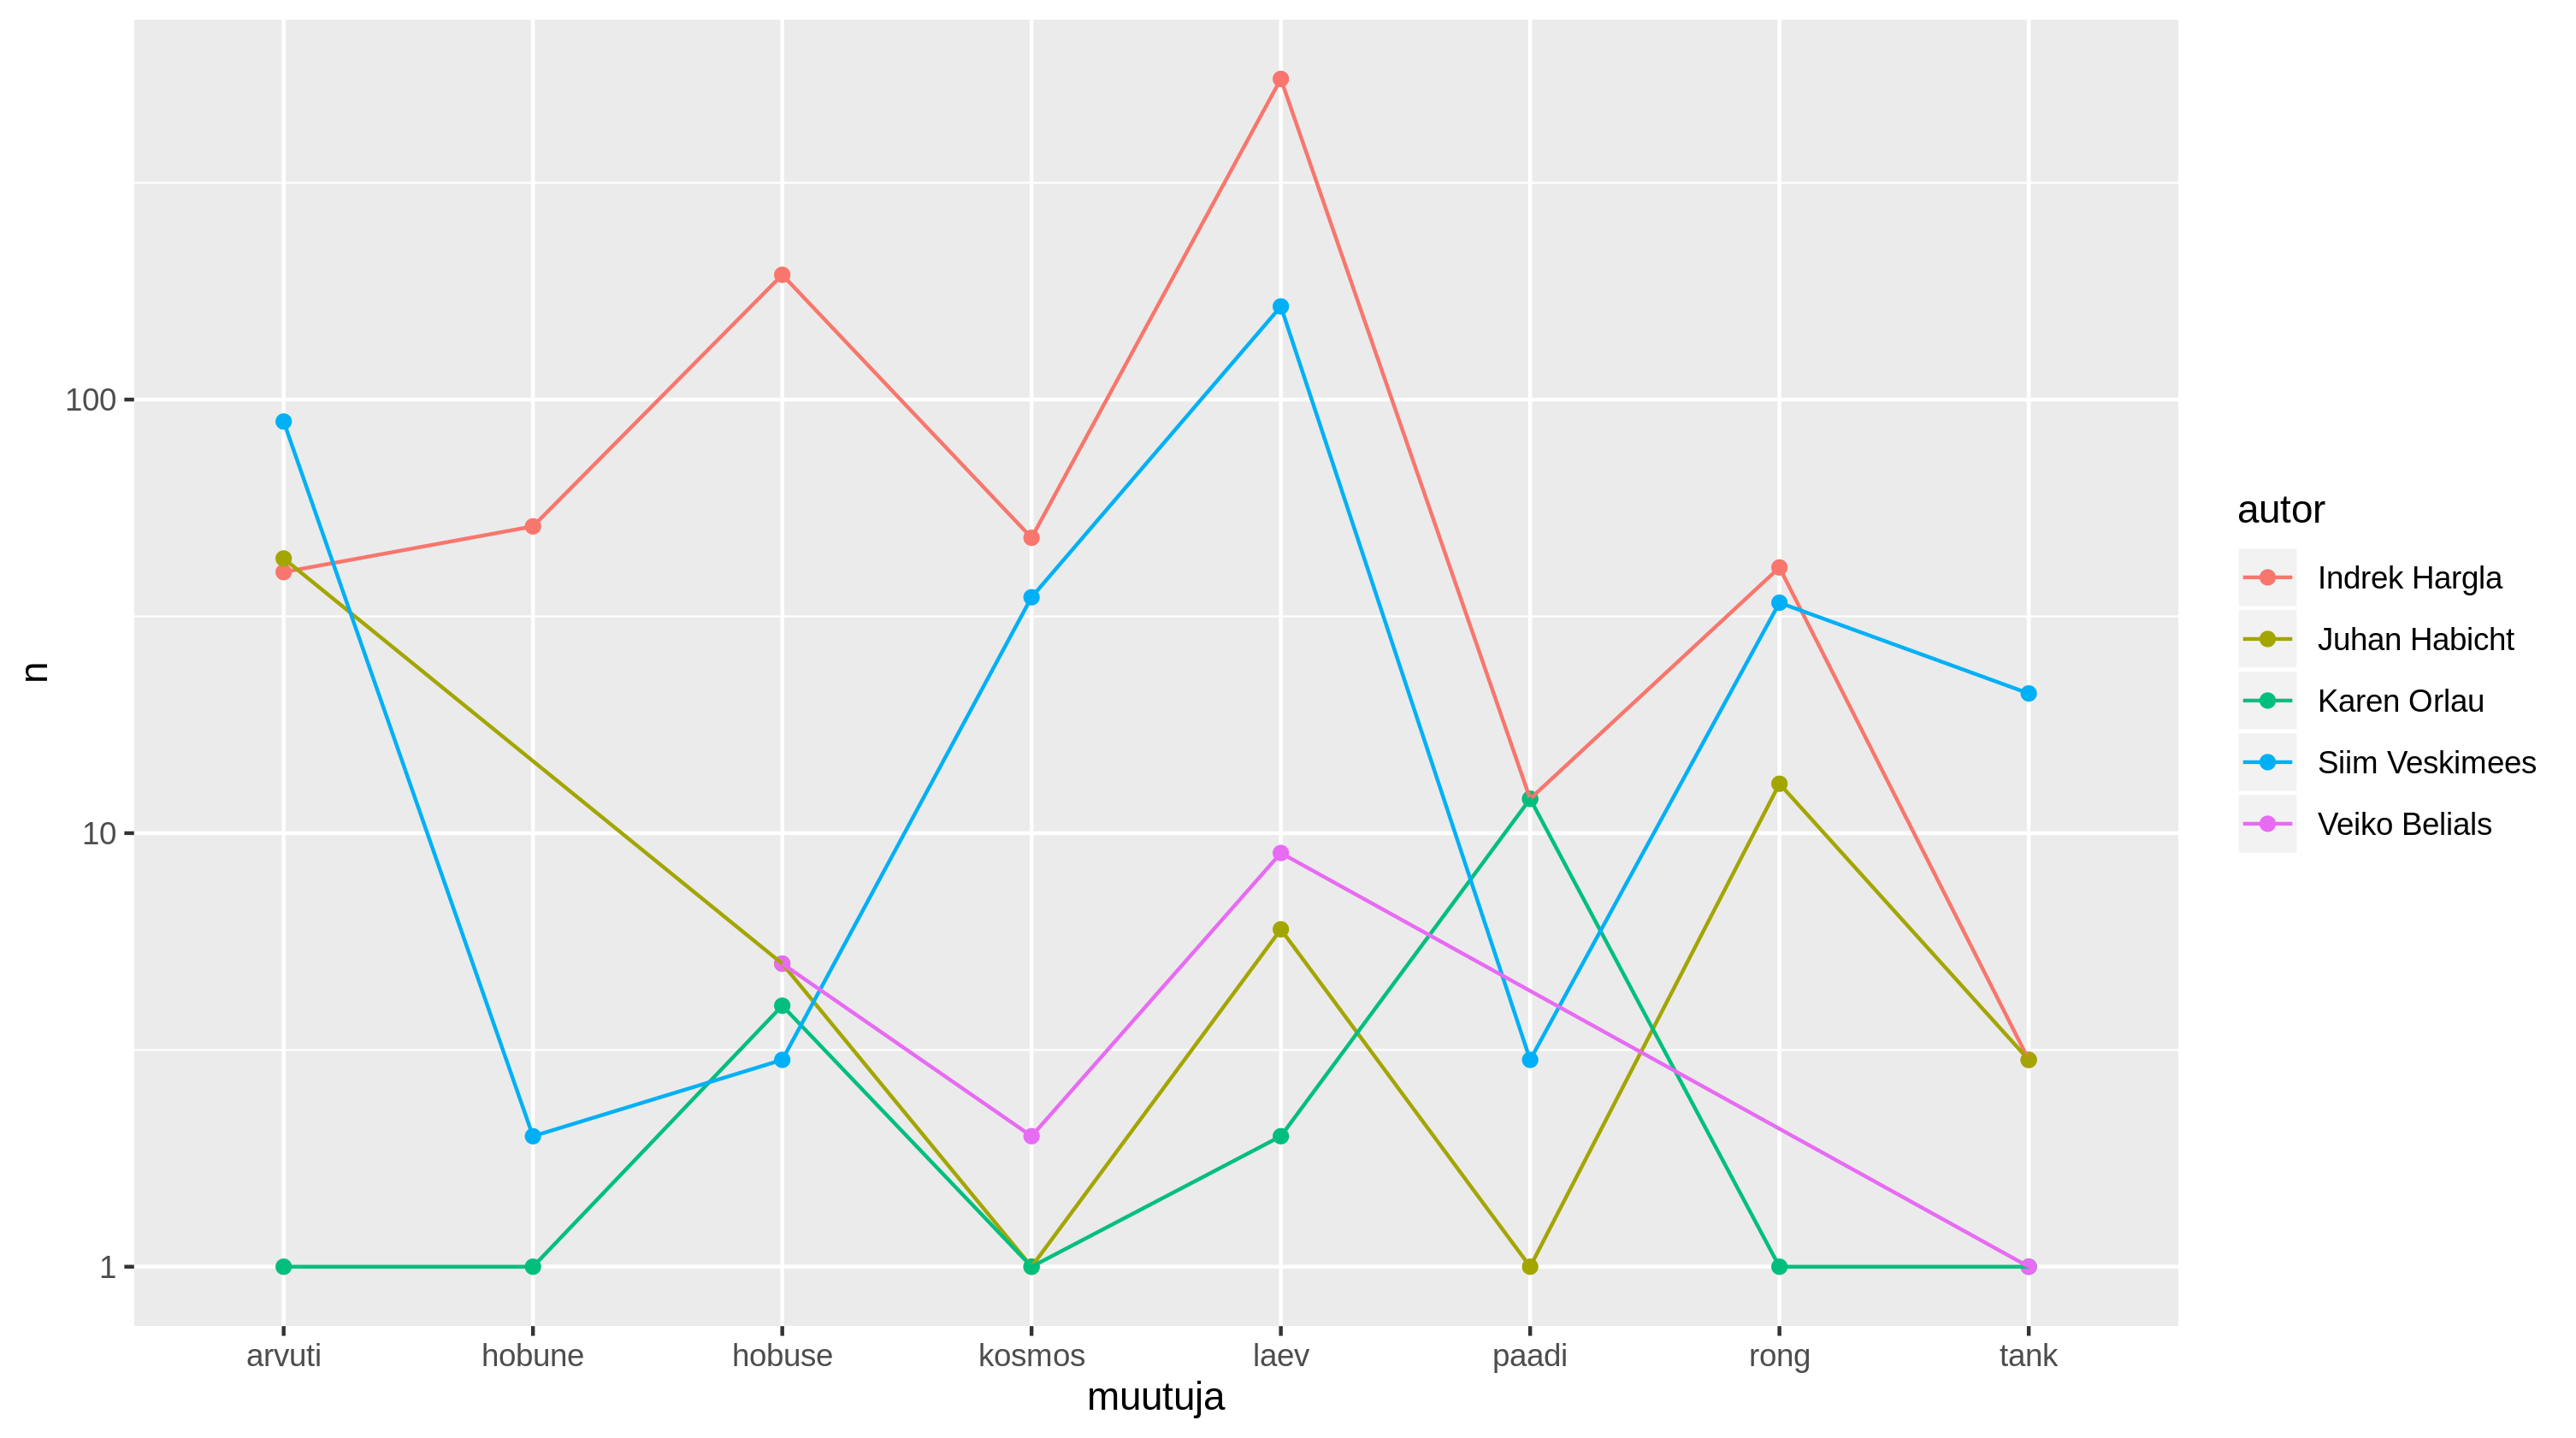 n
100
10
1
arvuti hobune hobuse kosmos laev paadi rong tank
muutuja
autor
Indrek Hargla
Juhan Habicht
Karen Orlau
Siim Veskimees
Veiko Belials